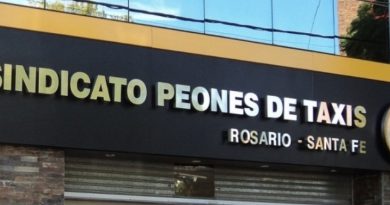 SINDICATO PEONES DE TAXIS
ROSARIO - SANTA FE